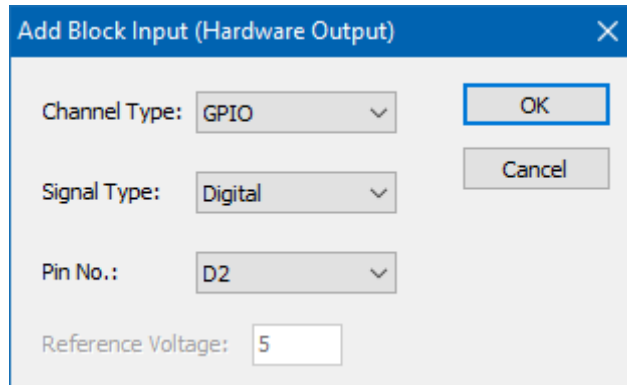 Add Block Input (Hardware Output)
Channel Type: GPIO OK
Signal Type: Digital Cancel
Pin No.: D2
Reference Voltage: 5